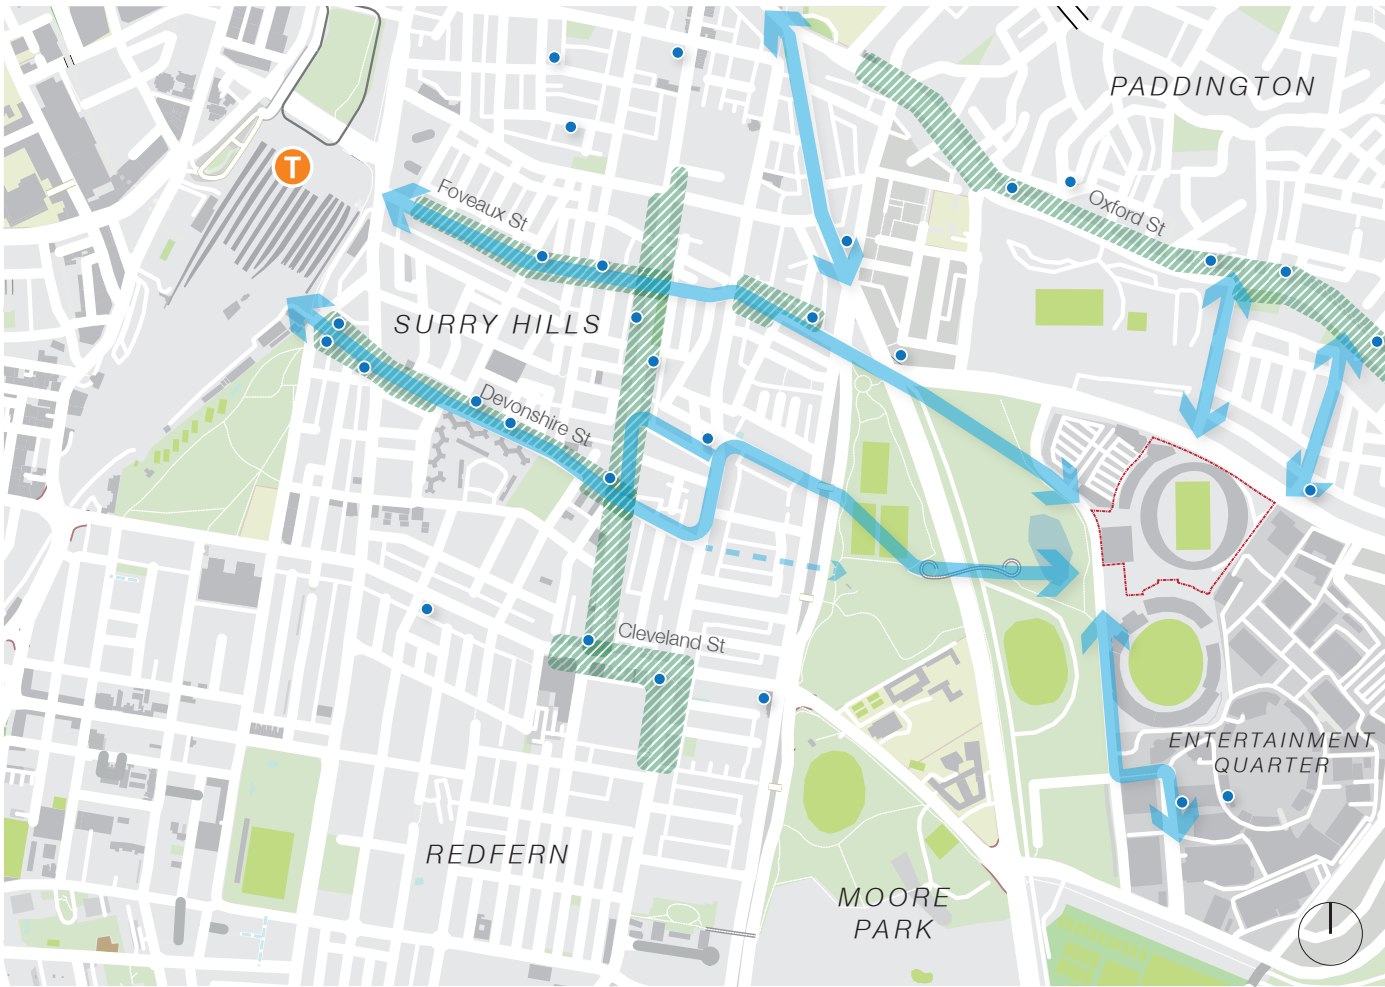 PADDINGTON
T
Foveaux St
Oxford St
SURRY HILLS
Devonshire St
Cleveland St
ENTERTAINMENT
QUARTER
REDFERN
MOORE
PARK